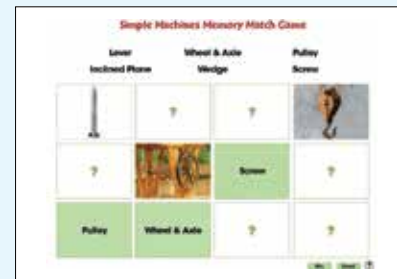 Simple Machines Memory Match Game
Lever Wheel & Axle Pulley
Inclined Plane Wedge Screw
? ?
? Screw ?
Pulley Wheel & Axle ? ?